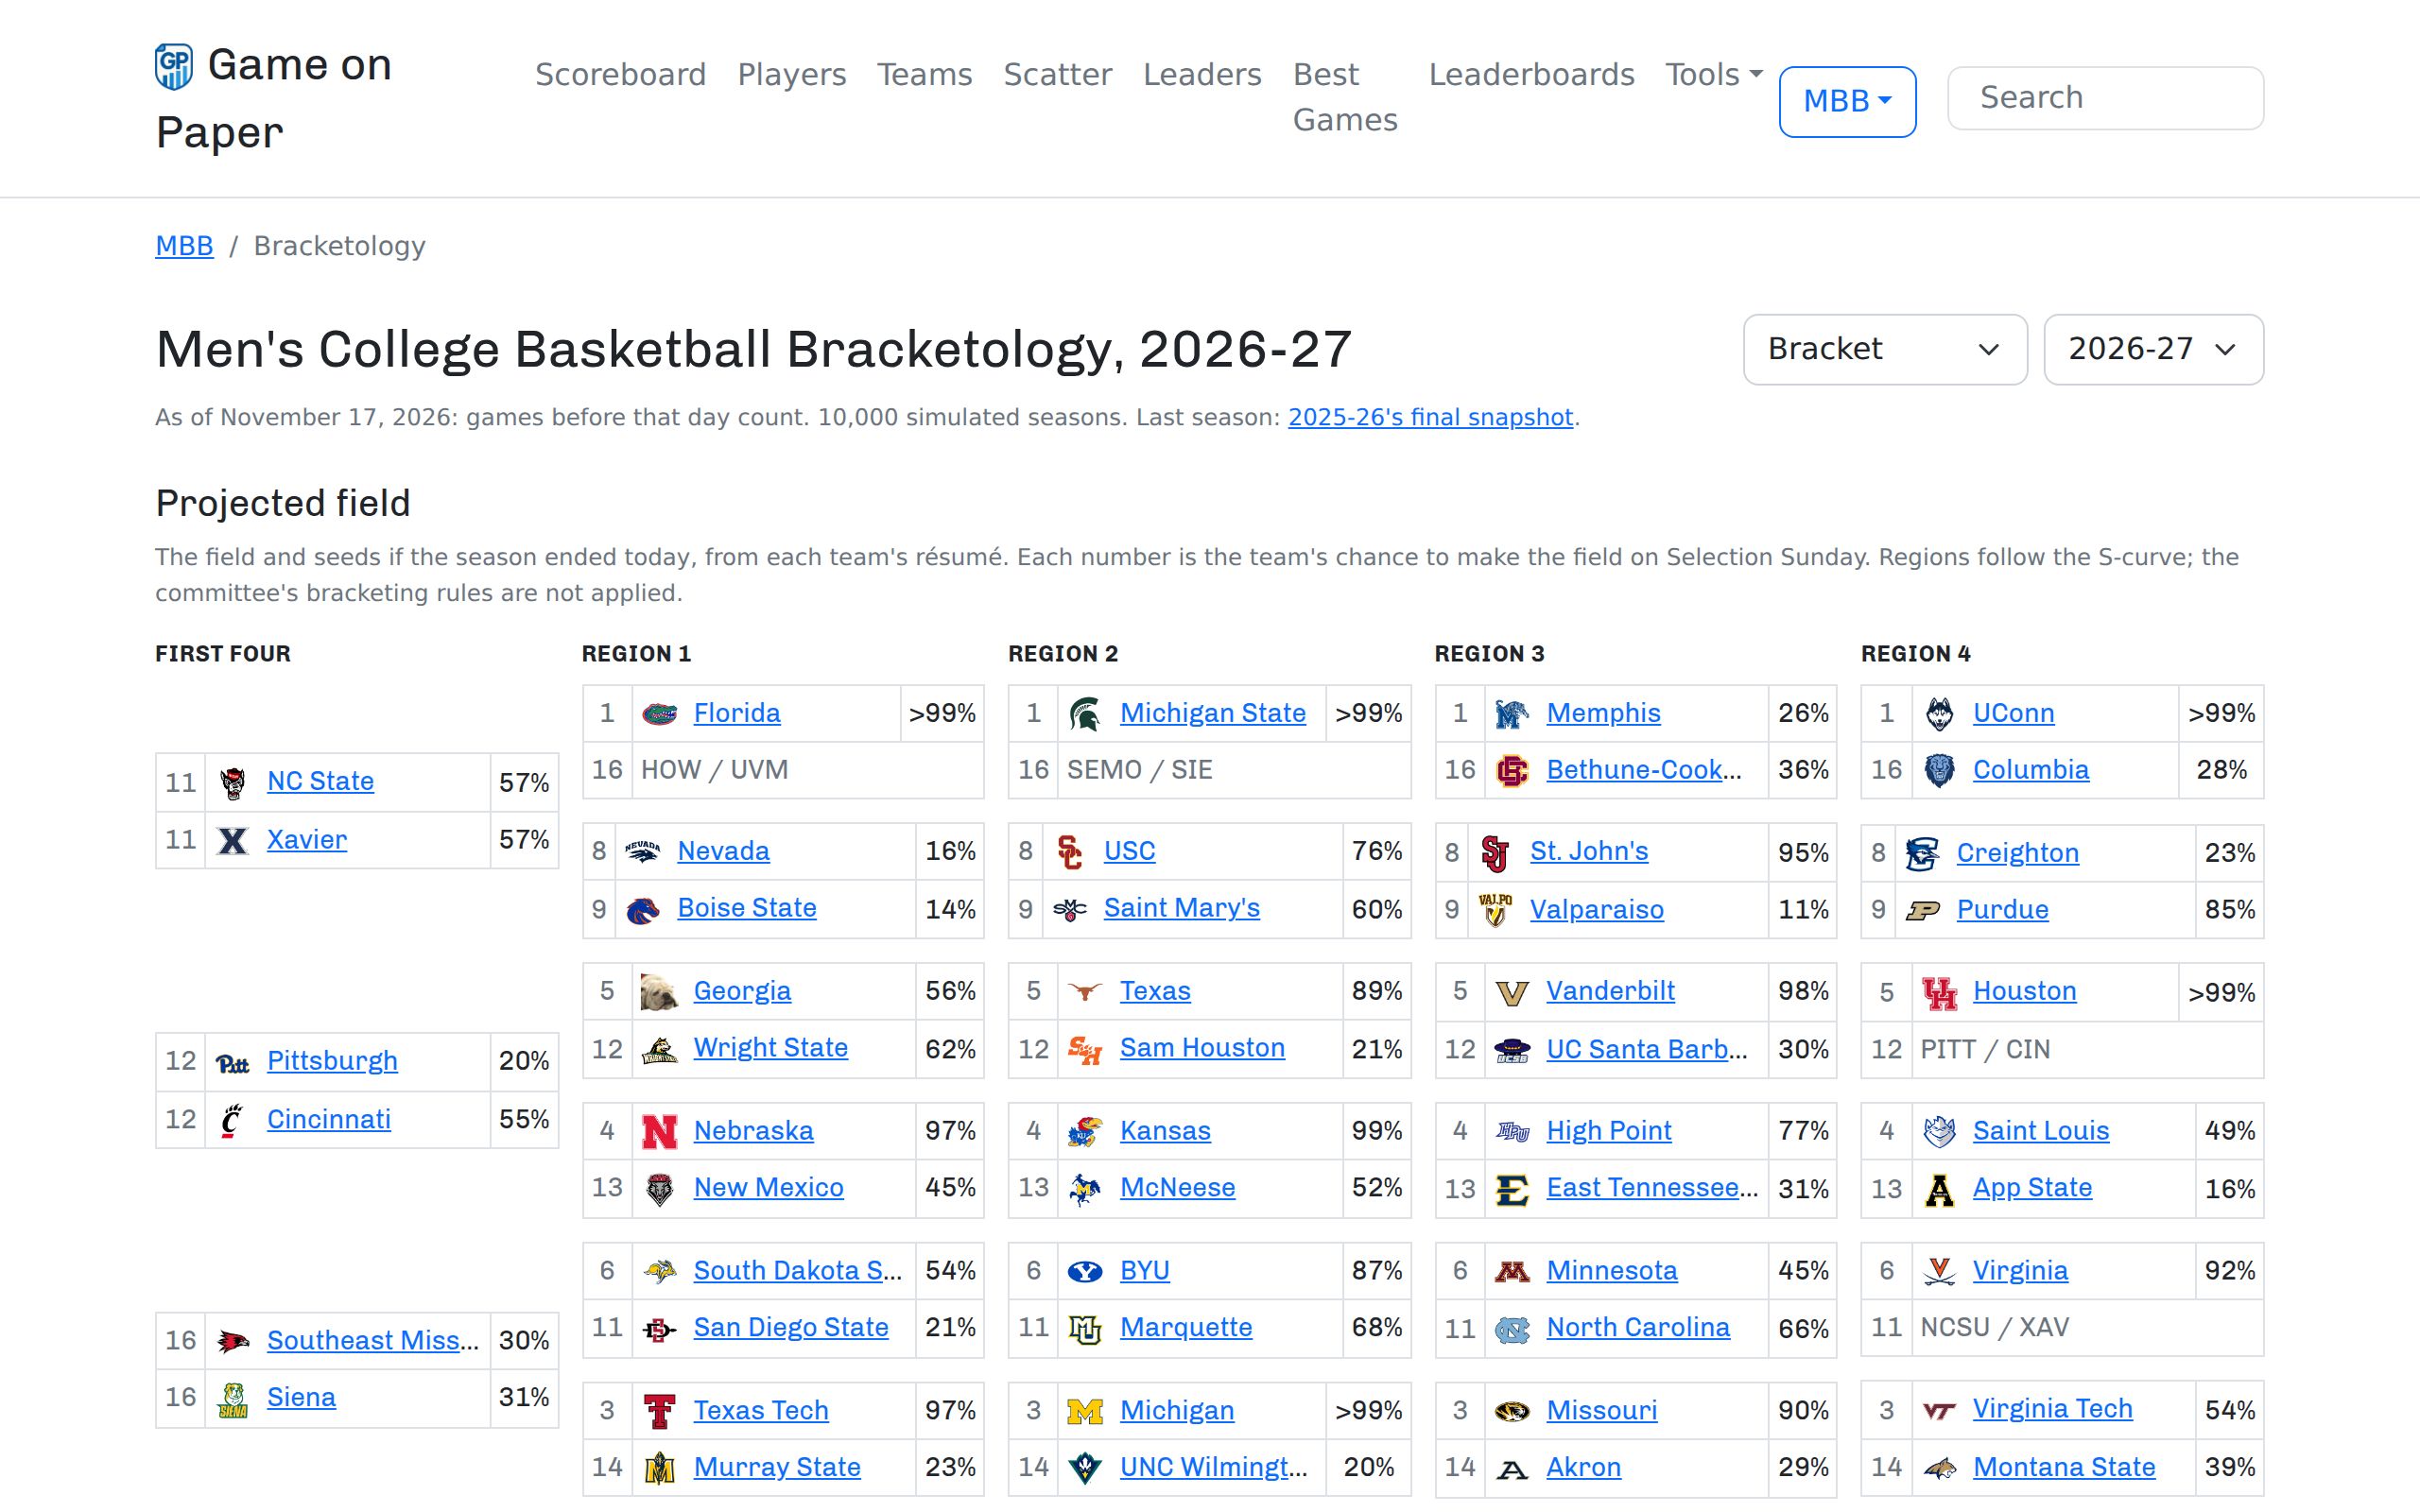 GP Game on Paper
Scoreboard Players Teams Scatter Leaders Best Games Leaderboards Tools MBB Search
MBB / Bracketology
Men's College Basketball Bracketology, 2026-27
Bracket 2026-27
As of November 17, 2026: games before that day count. 10,000 simulated seasons. Last season: 2025-26's final snapshot.
Projected field
The field and seeds if the season ended today, from each team's résumé. Each number is the team's chance to make the field on Selection Sunday. Regions follow the S-curve; the
committee's bracketing rules are not applied.
FIRST FOUR
11 NC State 57%
11 Xavier 57%
12 Pittsburgh 20%
12 Cincinnati 55%
16 Southeast Miss... 30%
16 Siena 31%
REGION 1
1 Florida >99%
16 HOW / UVM
8 Nevada 16%
9 Boise State 14%
5 Georgia 56%
12 Wright State 62%
4 Nebraska 97%
13 New Mexico 45%
6 South Dakota S... 54%
11 San Diego State 21%
3 Texas Tech 97%
14 Murray State 23%
REGION 2
1 Michigan State >99%
16 SEMO / SIE
8 USC 76%
9 Saint Mary's 60%
5 Texas 89%
12 Sam Houston 21%
4 Kansas 99%
13 McNeese 52%
6 BYU 87%
11 Marquette 68%
3 Michigan >99%
14 UNC Wilmingt... 20%
REGION 3
1 Memphis 26%
16 Bethune-Cook... 36%
8 St. John's 95%
9 Valparaiso 11%
5 Vanderbilt 98%
12 UC Santa Barb... 30%
4 High Point 77%
13 East Tennessee... 31%
6 Minnesota 45%
11 North Carolina 66%
3 Missouri 90%
14 Akron 29%
REGION 4
1 UConn >99%
16 Columbia 28%
8 Creighton 23%
9 Purdue 85%
5 Houston >99%
12 PITT / CIN
4 Saint Louis 49%
13 App State 16%
6 Virginia 92%
11 NCSU / XAV
3 Virginia Tech 54%
14 Montana State 39%